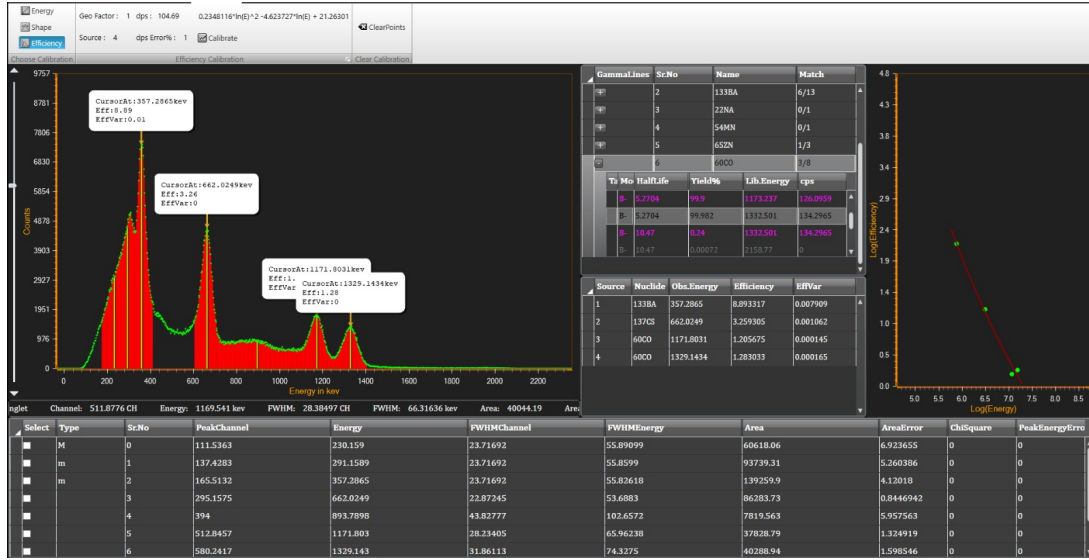 Energy
Shape
Efficiency
Choose Calibration
Geo Factor : 1 dps : 104.69 0.2348116*ln(E)^2 -4.623727*ln(E) + 21.26301
Source : 4 dps Error% : 1 Calibrate
Efficiency Calibration
ClearPoints
Clear Calibration
9757
8781
7806
6830
5854
4878
3903
2927
1951
976
0
Counts
CursorAt:357.2865kev
Eff:8.89
EffVar:0.01
CursorAt:662.0249kev
Eff:3.26
EffVar:0
CursorAt:1171.8031kev
Eff:1.
EffVar
CursorAt:1329.1434kev
Eff:1.28
EffVar:0
0 200 400 600 800 1000 1200 1400 1600 1800 2000 2200
Energy in kev
GammaLines Sr.No Name Match
2 133BA 6/13
3 22NA 0/1
4 54MN 0/1
5 65ZN 1/3
6 60CO 3/8
Ta Mo HalfLife Yield% Lib.Energy cps
B- 5.2704 99.9 1173.237 126.0959
B- 5.2704 99.982 1332.501 134.2965
B- 10.47 0.24 1332.501 134.2965
B- 10.47 0.00072 2158.77 0
Source Nuclide Obs.Energy Efficiency EffVar
1 133BA 357.2865 8.893317 0.007909
2 137CS 662.0249 3.259305 0.001062
3 60CO 1171.8031 1.205675 0.000145
4 60CO 1329.1434 1.283033 0.000165
4.8
4.3
3.8
3.4
2.9
2.4
1.9
1.4
1.0
0.5
0.0
Log(Efficiency)
5.0 5.5 6.0 6.5 7.0 7.5 8.0 8.5
Log(Energy)
nglet Channel: 511.8776 CH Energy: 1169.541 kev FWHM: 28.38497 CH FWHM: 66.31636 kev Area: 40044.19 Area
Select Type Sr.No PeakChannel Energy FWHMChannel FWHMEnergy Area AreaError ChiSquare PeakEnergyErro
M 0 111.5363 230.159 23.71692 55.89099 60618.06 6.923655 0 0
m 1 137.4283 291.1589 23.71692 55.8599 93739.31 5.260386 0 0
m 2 165.5132 357.2865 23.71692 55.82618 139259.9 4.12018 0 0
3 295.1575 662.0249 22.87245 53.6883 86283.73 0.8446942 0 0
4 394 893.7898 43.82777 102.6572 7819.563 5.957563 0 0
5 512.8457 1171.803 28.23405 65.96238 37828.79 1.324919 0 0
6 580.2417 1329.143 31.86113 74.3275 40288.94 1.598546 0 0